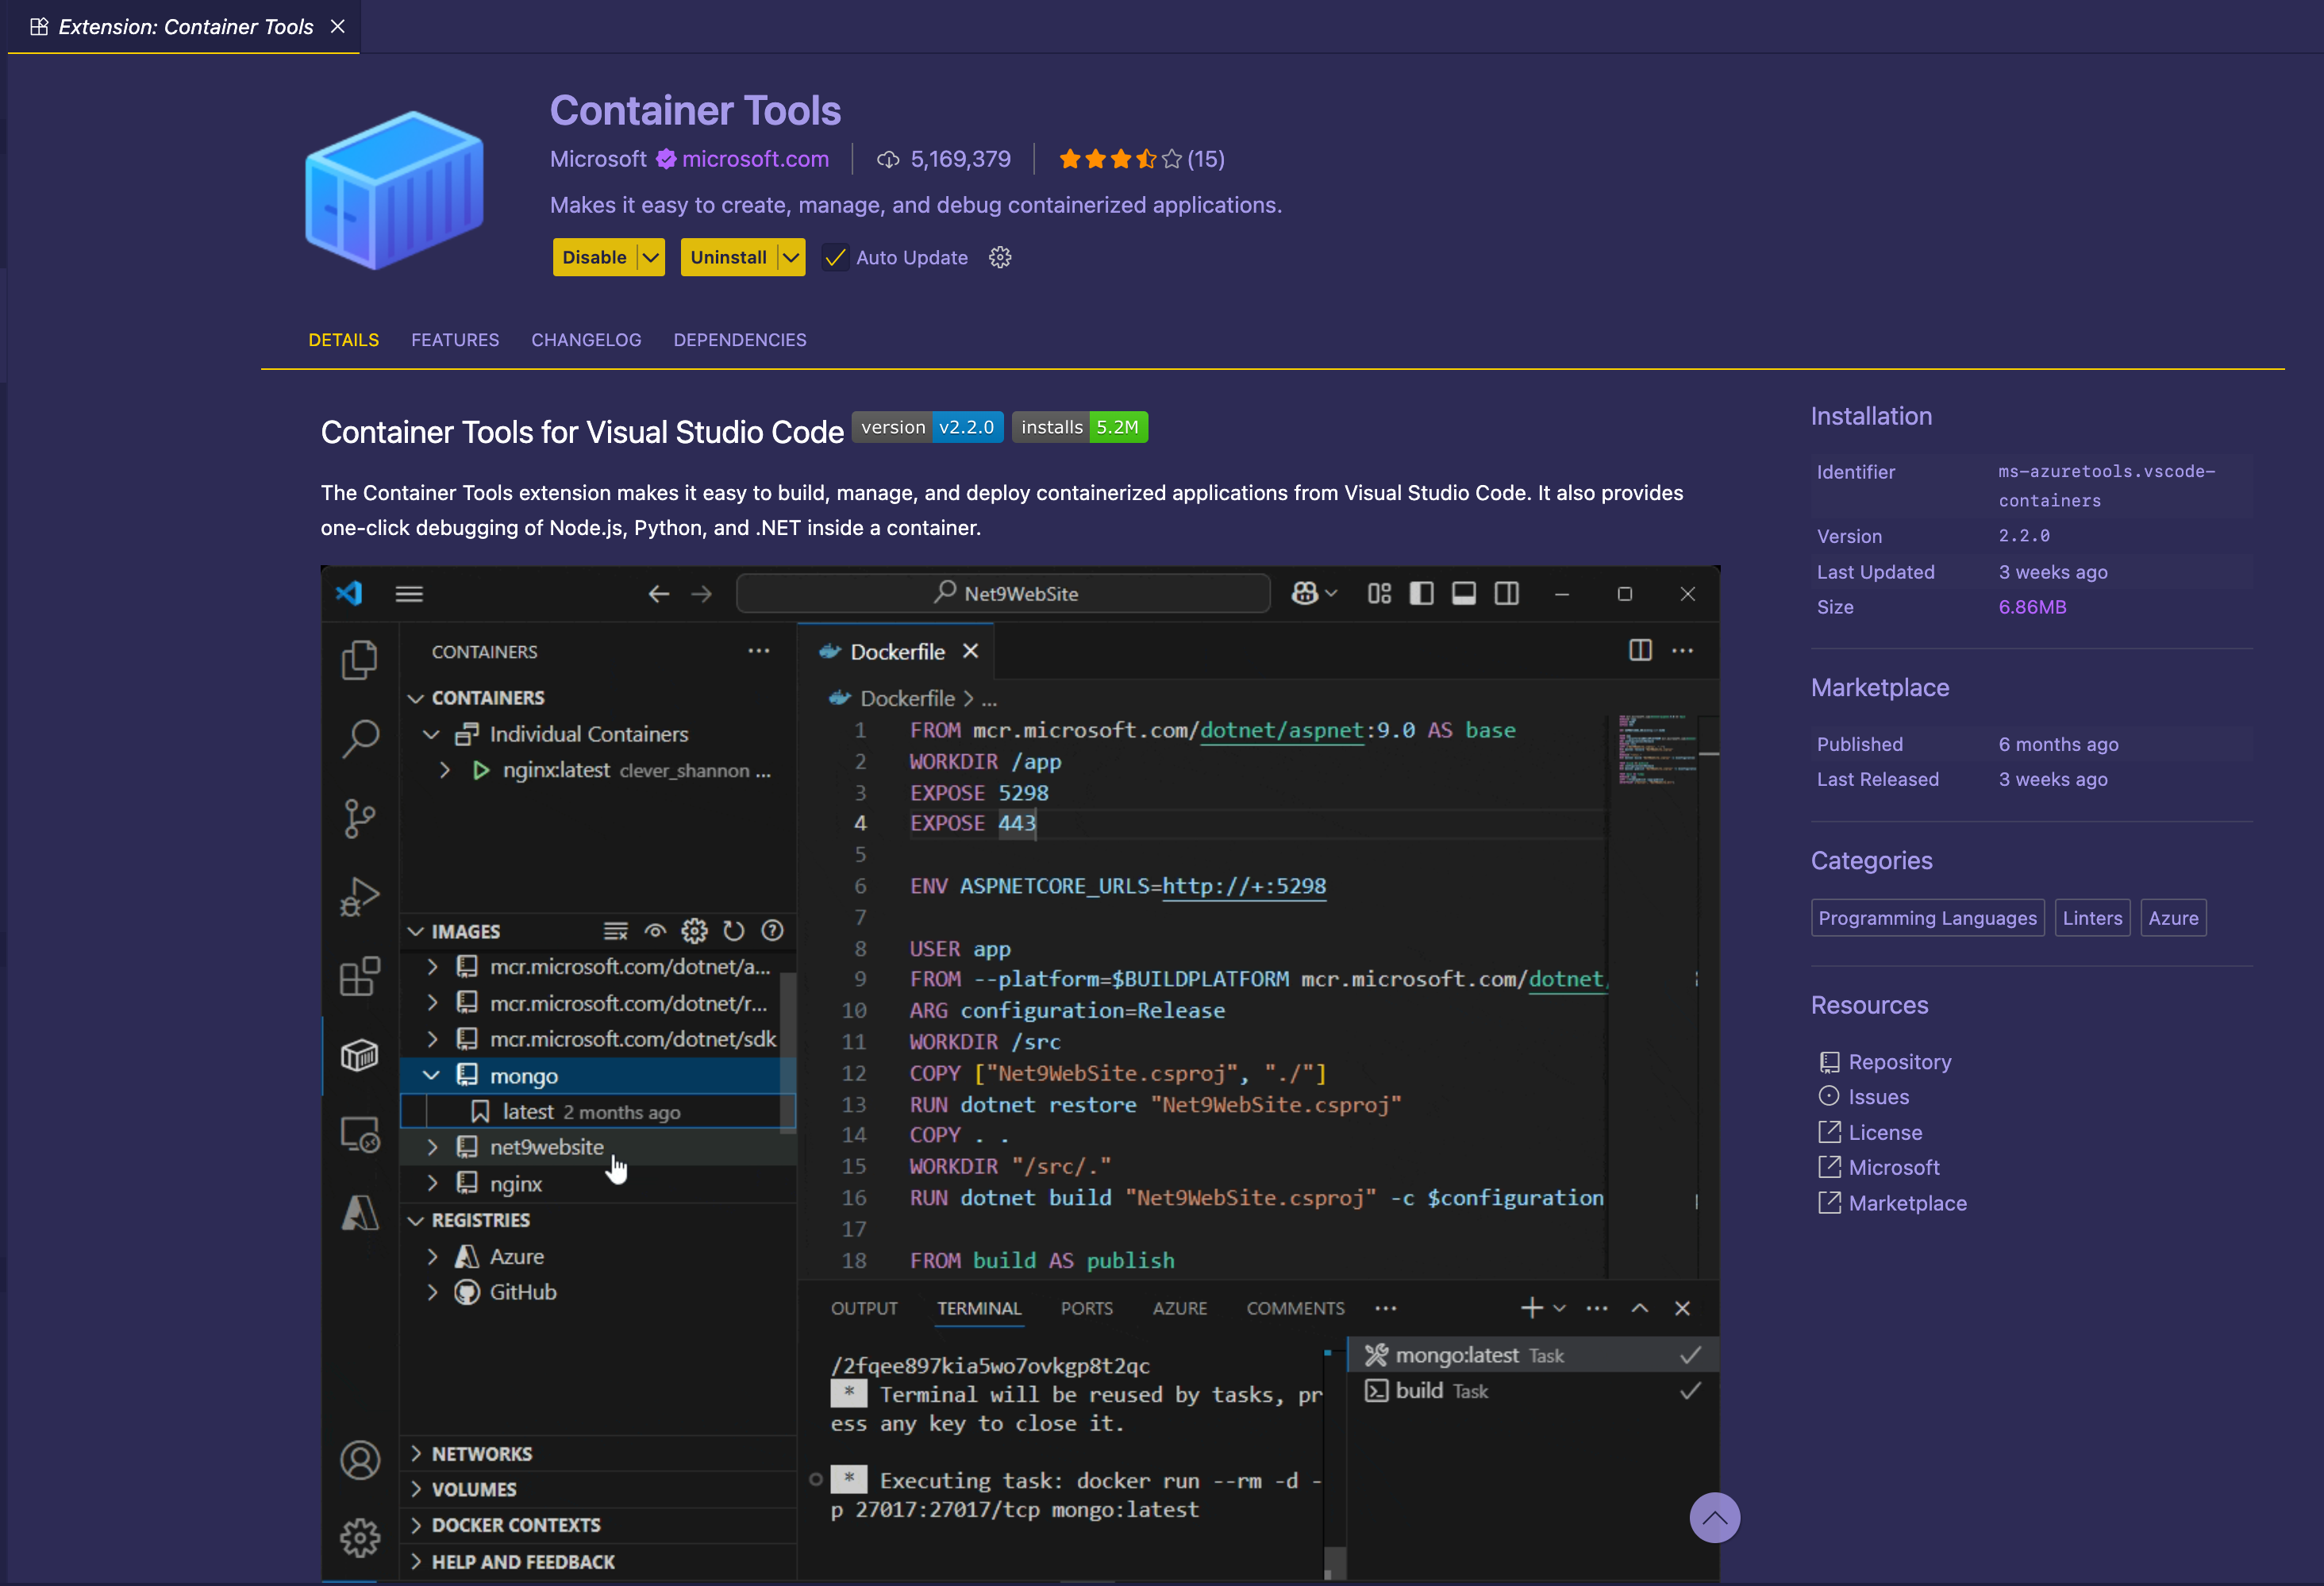 Extension: Container Tools
Container Tools
Microsoft microsoft.com 5,169,379 (15)
Makes it easy to create, manage, and debug containerized applications.
Disable Uninstall Auto Update
DETAILS FEATURES CHANGELOG DEPENDENCIES
Container Tools for Visual Studio Code version v2.2.0 installs 5.2M
The Container Tools extension makes it easy to build, manage, and deploy containerized applications from Visual Studio Code. It also provides
one-click debugging of Node.js, Python, and .NET inside a container.
Net9WebSite
CONTAINERS
CONTAINERS
Individual Containers
nginx:latest clever_shannon ...
IMAGES
mcr.microsoft.com/dotnet/a...
mcr.microsoft.com/dotnet/r...
mcr.microsoft.com/dotnet/sdk
mongo
latest 2 months ago
net9website
nginx
REGISTRIES
Azure
GitHub
NETWORKS
VOLUMES
DOCKER CONTEXTS
HELP AND FEEDBACK
Dockerfile
Dockerfile > ...
1 FROM mcr.microsoft.com/dotnet/aspnet:9.0 AS base
2 WORKDIR /app
3 EXPOSE 5298
4 EXPOSE 443
5
6 ENV ASPNETCORE_URLS=http://+:5298
7
8 USER app
9 FROM --platform=$BUILDPLATFORM mcr.microsoft.com/dotnet/
10 ARG configuration=Release
11 WORKDIR /src
12 COPY ["Net9WebSite.csproj", "./"]
13 RUN dotnet restore "Net9WebSite.csproj"
14 COPY . .
15 WORKDIR "/src/."
16 RUN dotnet build "Net9WebSite.csproj" -c $configuration
17
18 FROM build AS publish
OUTPUT TERMINAL PORTS AZURE COMMENTS
/2fqee897kia5wo7ovkgp8t2qc
* Terminal will be reused by tasks, pr
ess any key to close it.
* Executing task: docker run --rm -d -
p 27017:27017/tcp mongo:latest
mongo:latest Task
build Task
Installation
Identifier ms-azuretools.vscode-
containers
Version 2.2.0
Last Updated 3 weeks ago
Size 6.86MB
Marketplace
Published 6 months ago
Last Released 3 weeks ago
Categories
Programming Languages Linters Azure
Resources
Repository
Issues
License
Microsoft
Marketplace